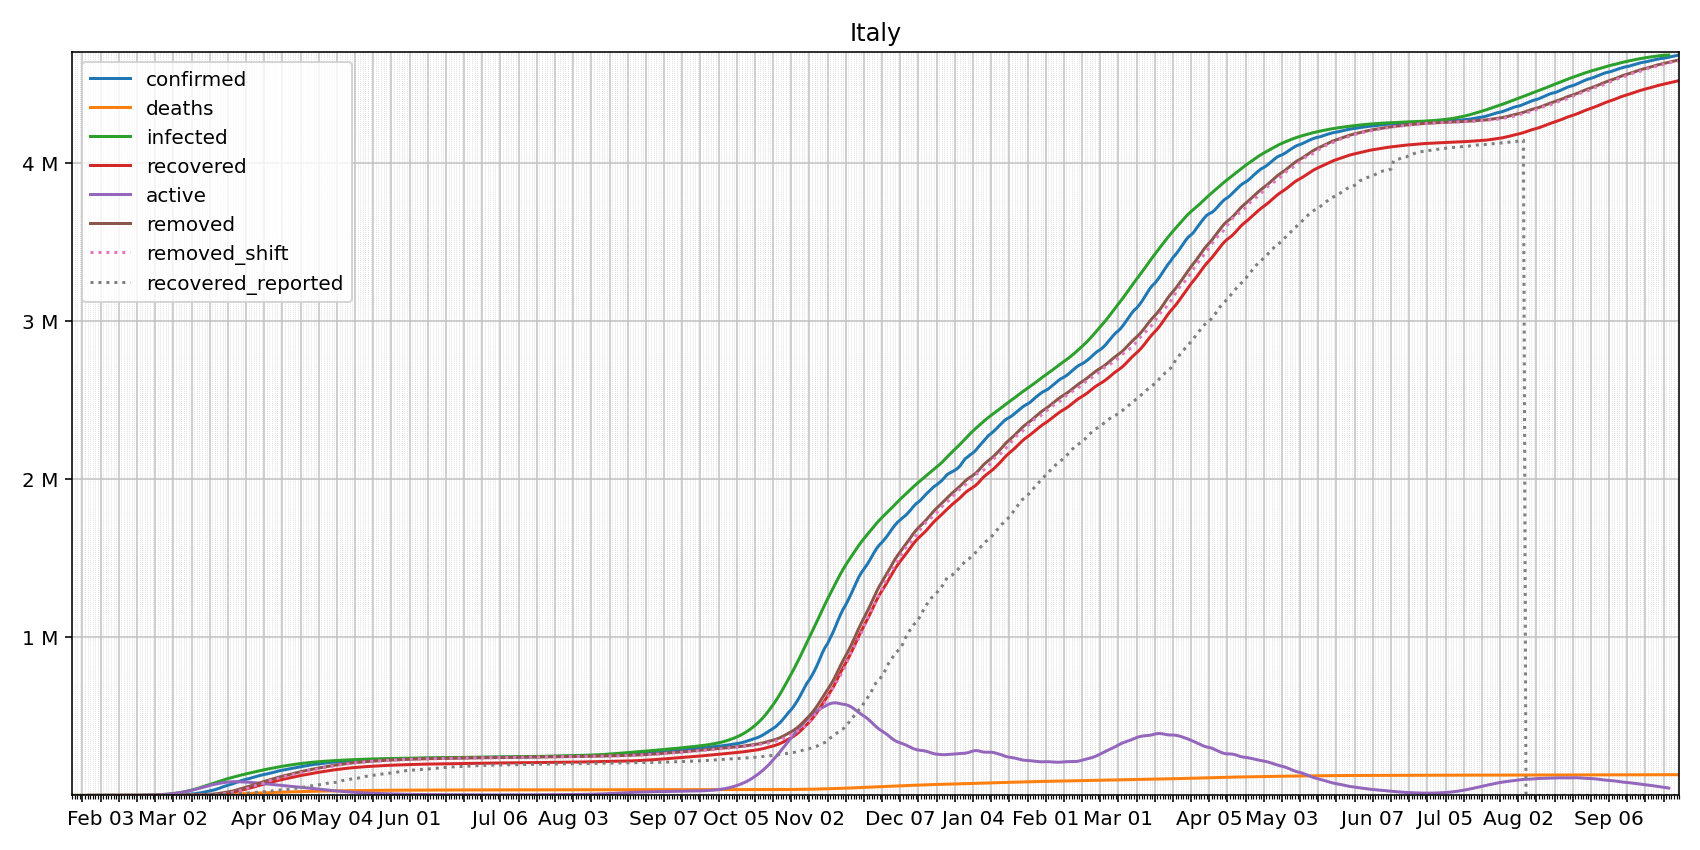 Italy
confirmed
deaths
infected
recovered
active
removed
removed_shift
recovered_reported
4 M
3 M
2 M
1 M
Feb 03 Mar 02 Apr 06 May 04 Jun 01 Jul 06 Aug 03 Sep 07 Oct 05 Nov 02 Dec 07 Jan 04 Feb 01 Mar 01 Apr 05 May 03 Jun 07 Jul 05 Aug 02 Sep 06